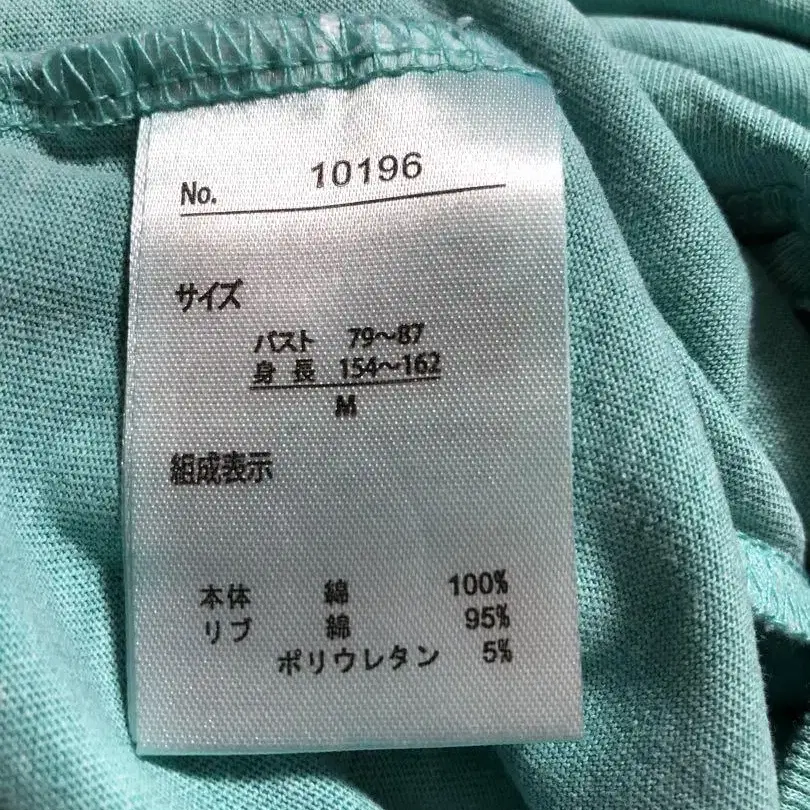 No. 10196
サイズ
バスト 79～87
身長 154～162
M
組成表示
本体 綿 100%
リブ 綿 95%
ポリウレタン 5%